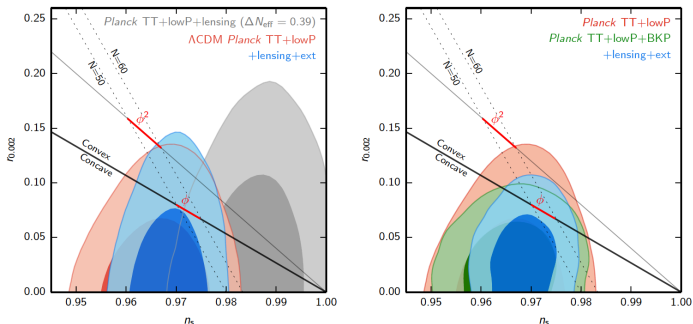 Planck TT+lowP+lensing (ΔN_eff = 0.39)
ΛCDM Planck TT+lowP
+lensing+ext
N=50
N=60
ϕ²
Convex
Concave
ϕ
r₀.₀₀₂
0.00
0.05
0.10
0.15
0.20
0.25
0.95
0.96
0.97
0.98
0.99
1.00
n_s
Planck TT+lowP
Planck TT+lowP+BKP
+lensing+ext
N=50
N=60
ϕ²
Convex
Concave
ϕ
r₀.₀₀₂
0.00
0.05
0.10
0.15
0.20
0.25
0.95
0.96
0.97
0.98
0.99
1.00
n_s